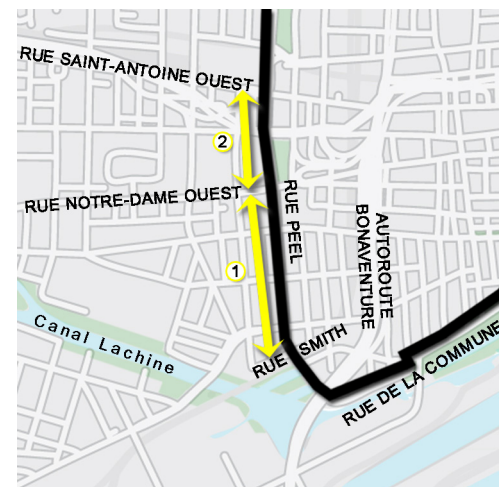 RUE SAINT-ANTOINE OUEST
2
RUE NOTRE-DAME OUEST
RUE PEEL
AUTOROUTE
BONAVENTURE
1
Canal Lachine
RUE SMITH
RUE DE LA COMMUNE